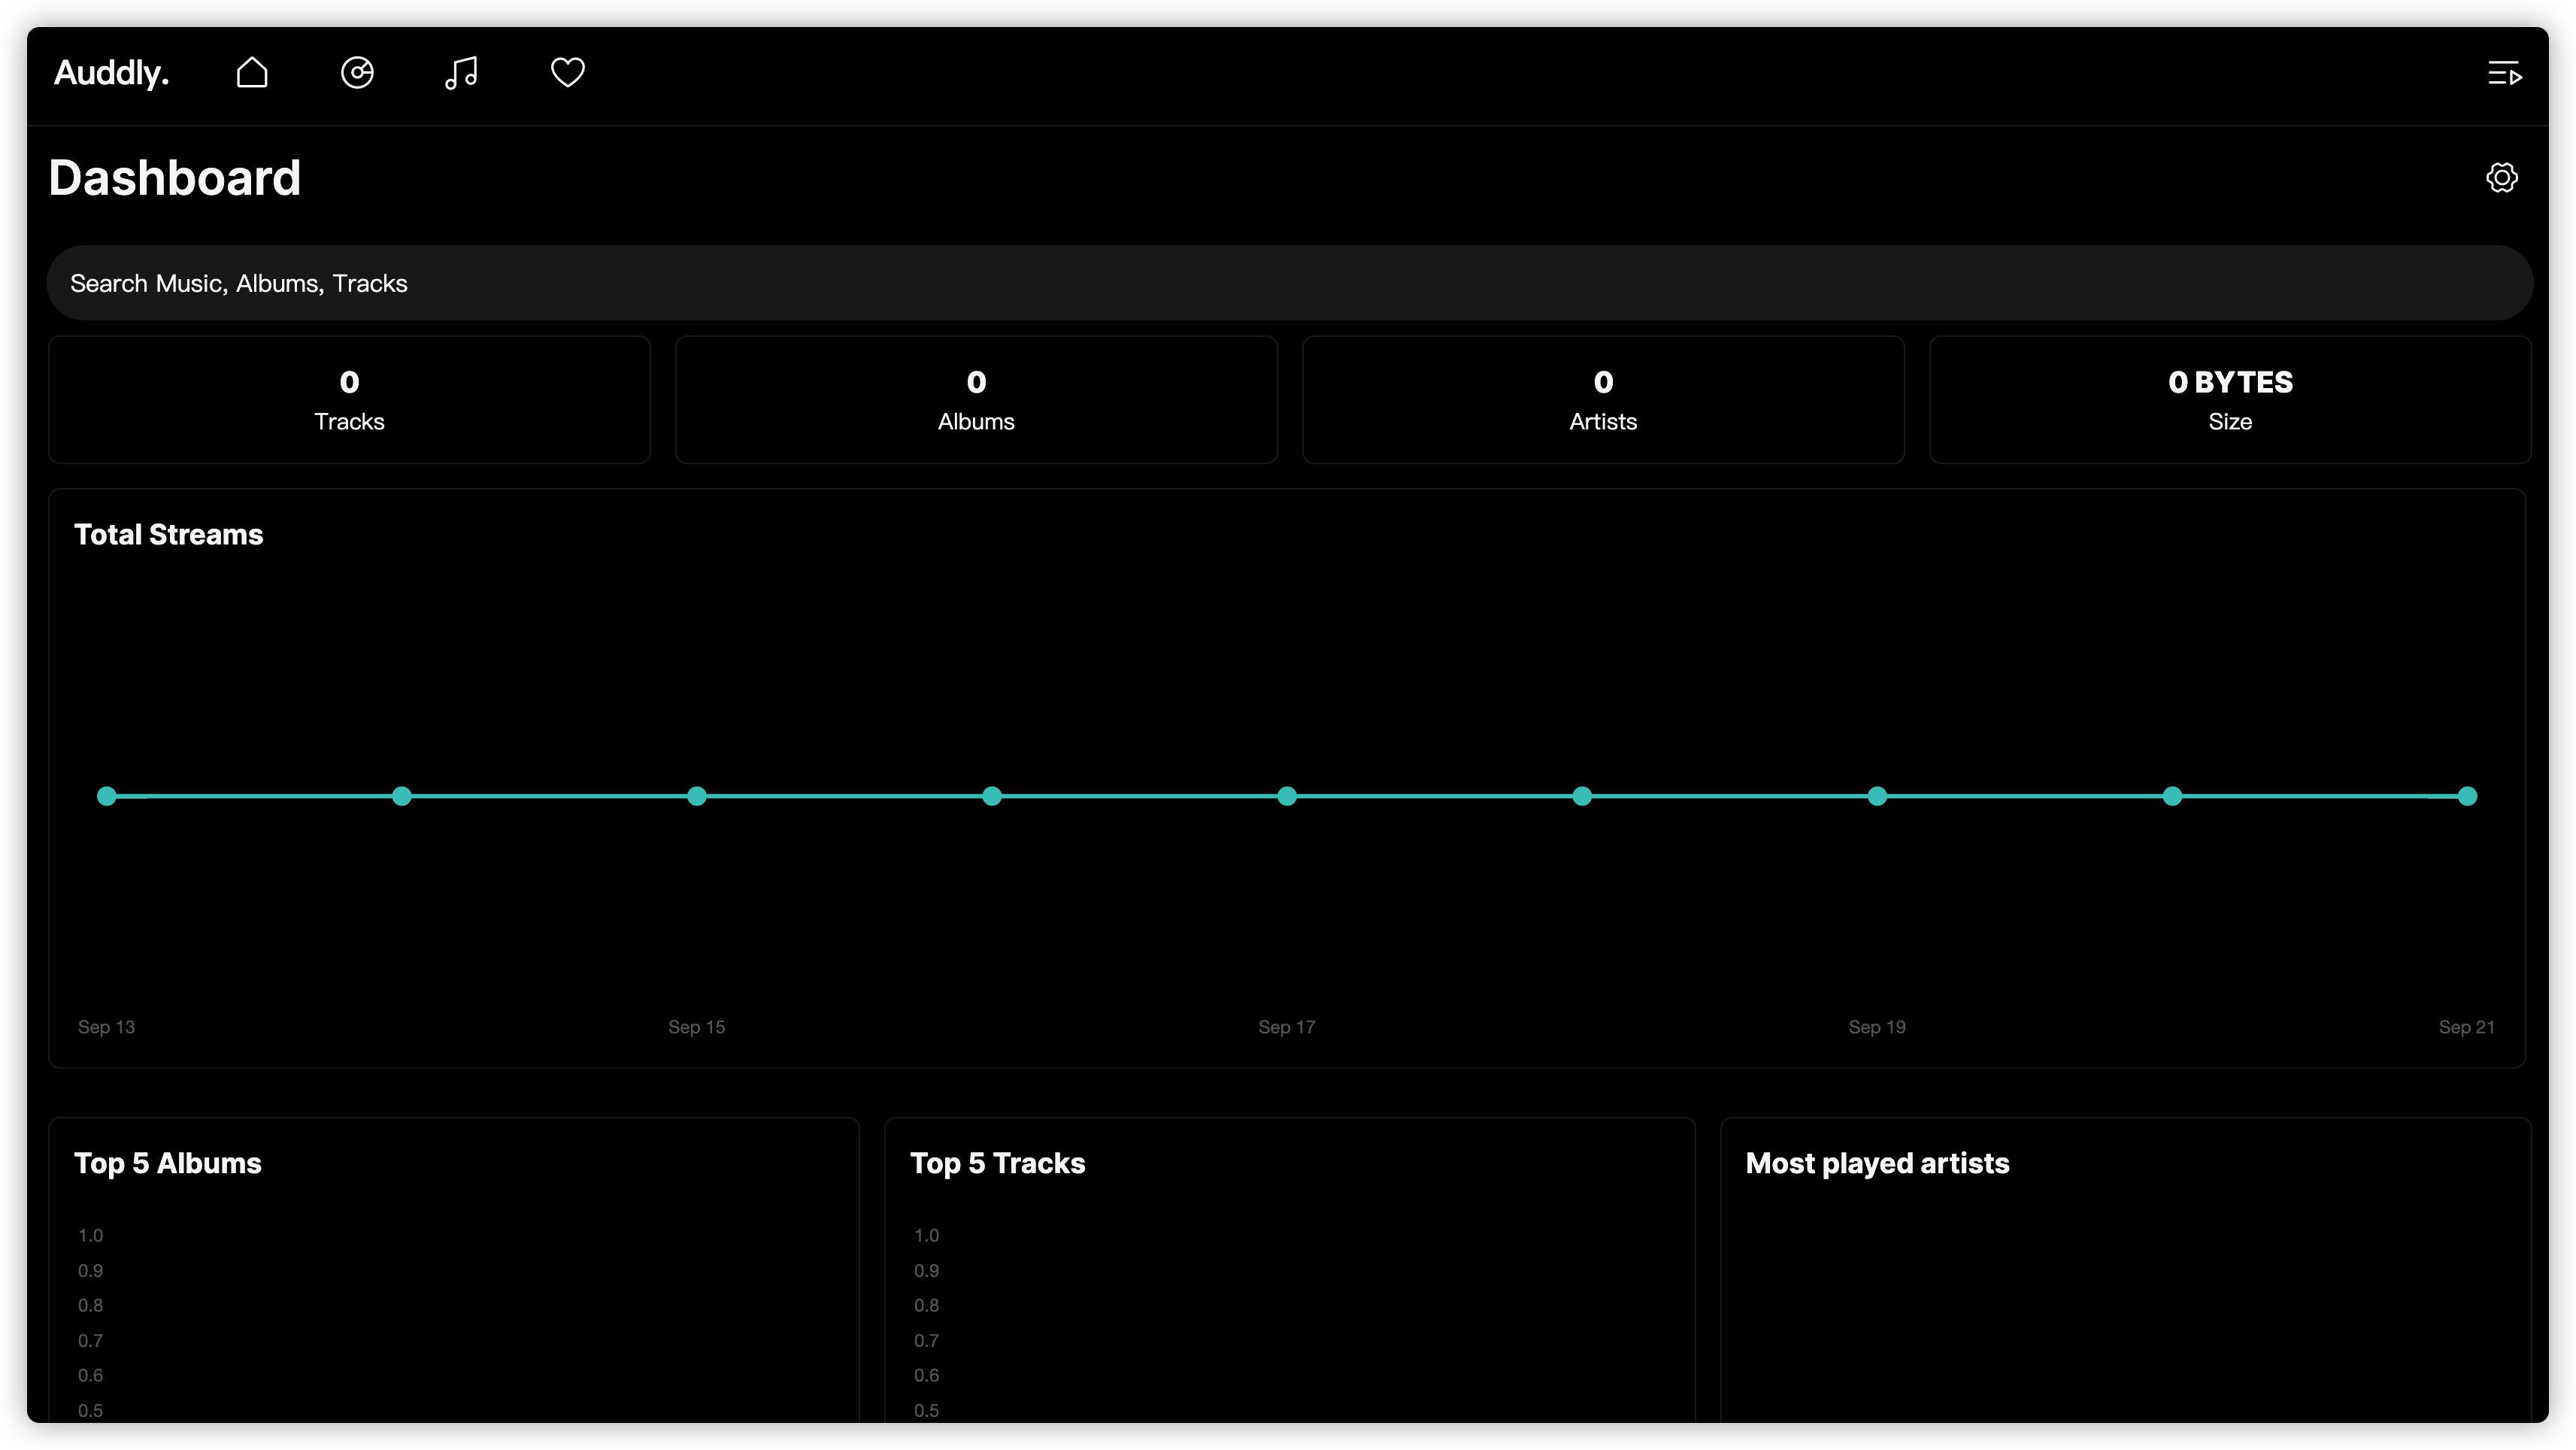 Auddly.
Dashboard
Search Music, Albums, Tracks
0
Tracks
0
Albums
0
Artists
0 BYTES
Size
Total Streams
Sep 13
Sep 15
Sep 17
Sep 19
Sep 21
Top 5 Albums
1.0
0.9
0.8
0.7
0.6
0.5
Top 5 Tracks
1.0
0.9
0.8
0.7
0.6
0.5
Most played artists